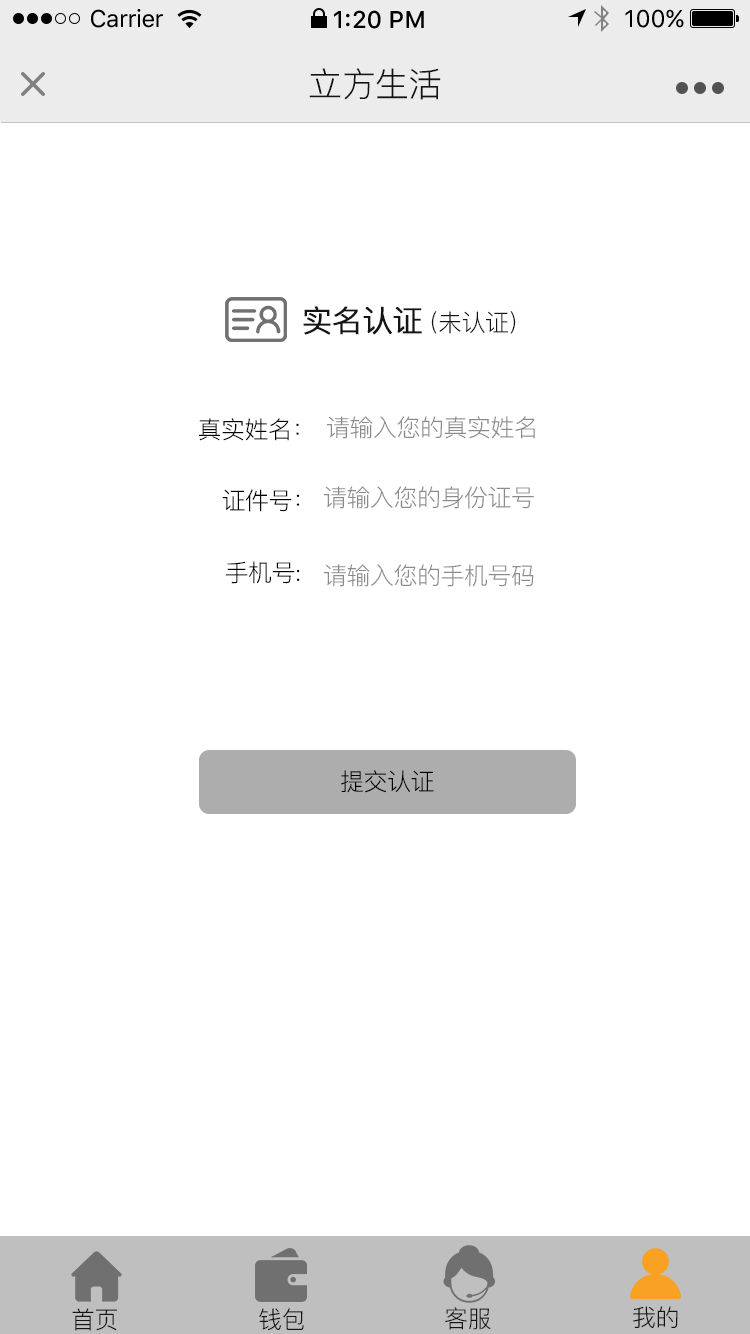 Carrier 1:20 PM 100%
立方生活
实名认证 (未认证)
真实姓名: 请输入您的真实姓名
证件号: 请输入您的身份证号
手机号: 请输入您的手机号码
提交认证
首页 钱包 客服 我的